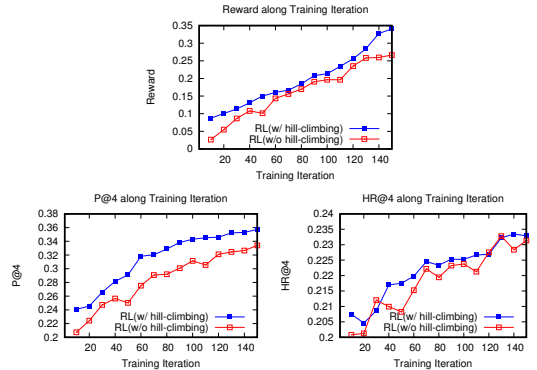 Reward along Training Iteration
0.35
0.3
0.25
0.2
0.15
0.1
0.05
0
Reward
RL(w/ hill-climbing)
RL(w/o hill-climbing)
20 40 60 80 100 120 140
Training Iteration
P@4 along Training Iteration
0.38
0.36
0.34
0.32
0.3
0.28
0.26
0.24
0.22
0.2
P@4
RL(w/ hill-climbing)
RL(w/o hill-climbing)
20 40 60 80 100 120 140
Training Iteration
HR@4 along Training Iteration
0.24
0.235
0.23
0.225
0.22
0.215
0.21
0.205
0.2
HR@4
RL(w/ hill-climbing)
RL(w/o hill-climbing)
20 40 60 80 100 120 140
Training Iteration